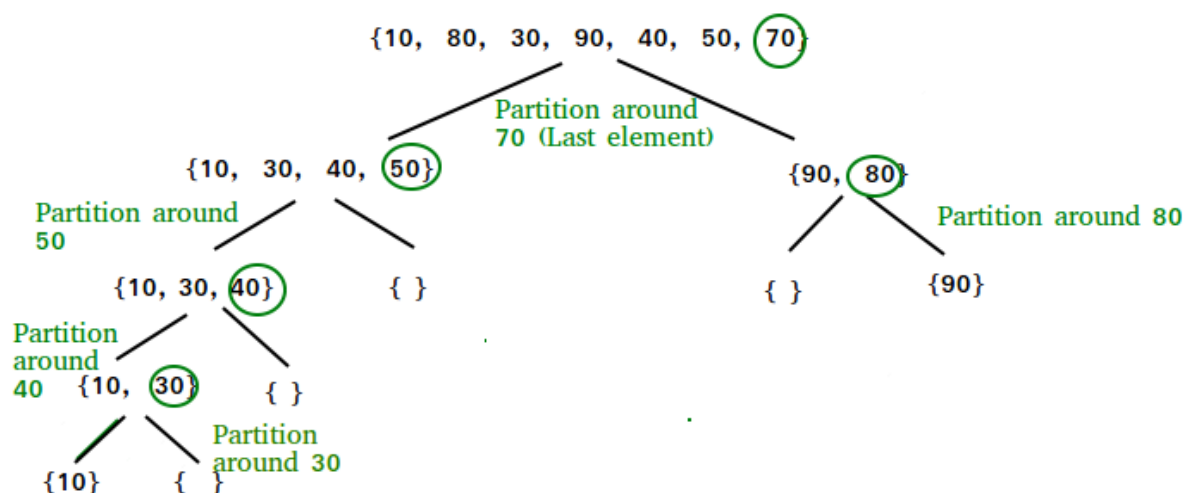 {10, 80, 30, 90, 40, 50, 70}
Partition around
70 (Last element)
{10, 30, 40, 50}
{90, 80}
Partition around
50
Partition around 80
{10, 30, 40}
{ }
{ }
{90}
Partition
around
40
{10, 30}
{ }
Partition
around 30
{10}
{ }